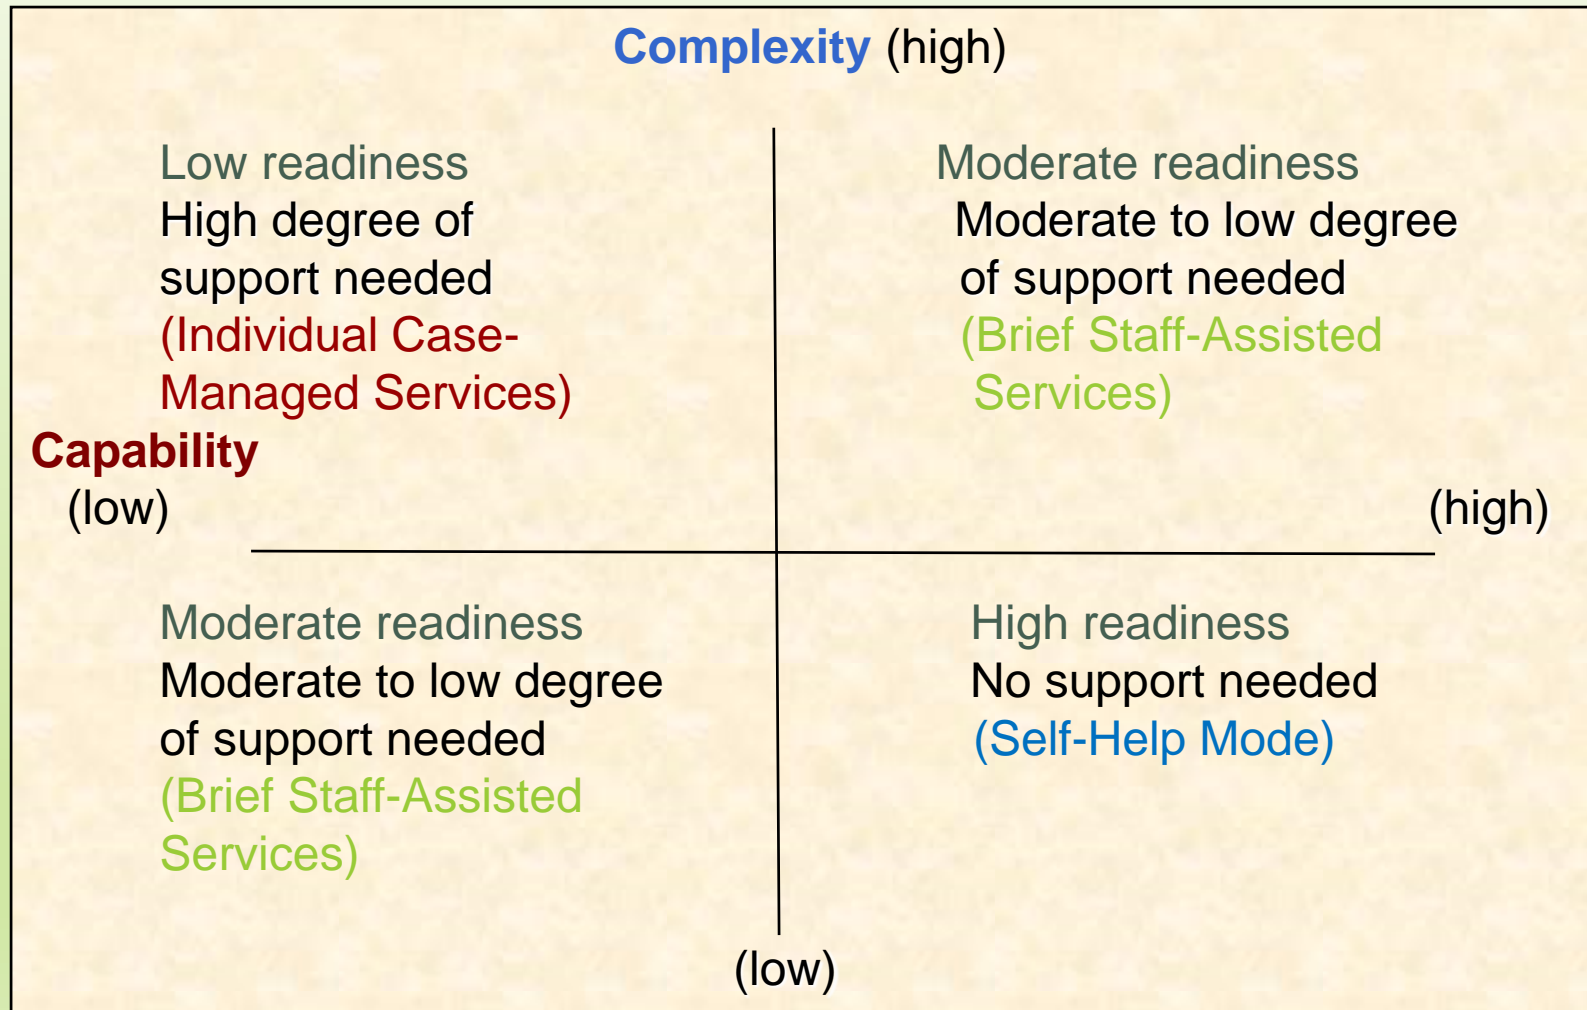 Complexity (high)
Low readiness
High degree of
support needed
(Individual Case-
Managed Services)
Moderate readiness
Moderate to low degree
of support needed
(Brief Staff-Assisted
Services)
Capability
(low)
(high)
Moderate readiness
Moderate to low degree
of support needed
(Brief Staff-Assisted
Services)
High readiness
No support needed
(Self-Help Mode)
(low)